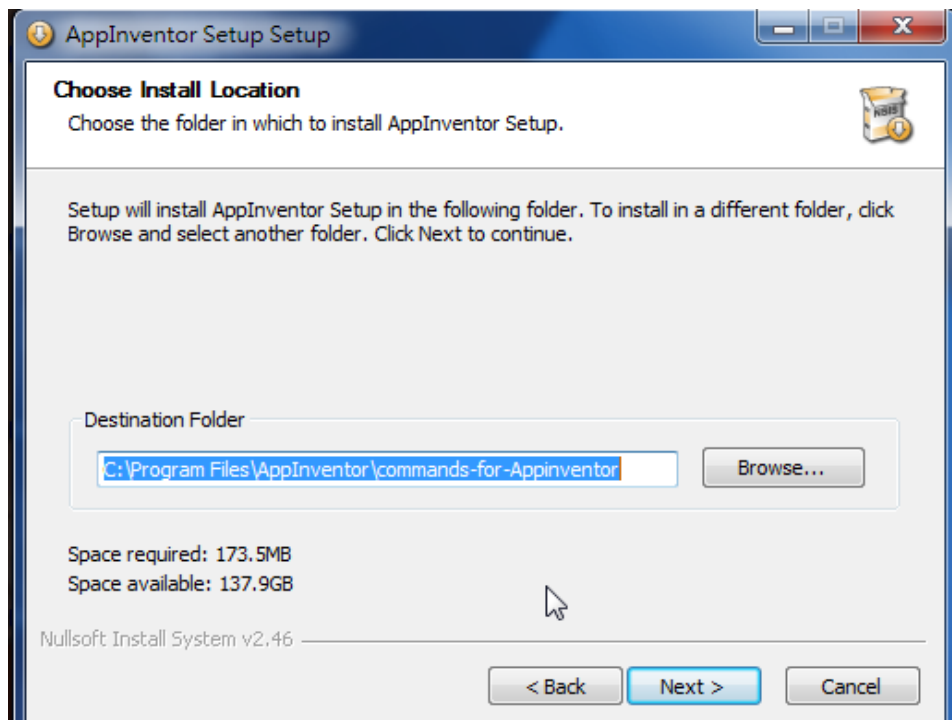 AppInventor Setup Setup
Choose Install Location
Choose the folder in which to install AppInventor Setup.
NSIS
Setup will install AppInventor Setup in the following folder. To install in a different folder, click
Browse and select another folder. Click Next to continue.
Destination Folder
C:\Program Files\AppInventor\commands-for-Appinventor
Browse...
Space required: 173.5MB
Space available: 137.9GB
Nullsoft Install System v2.46
< Back
Next >
Cancel